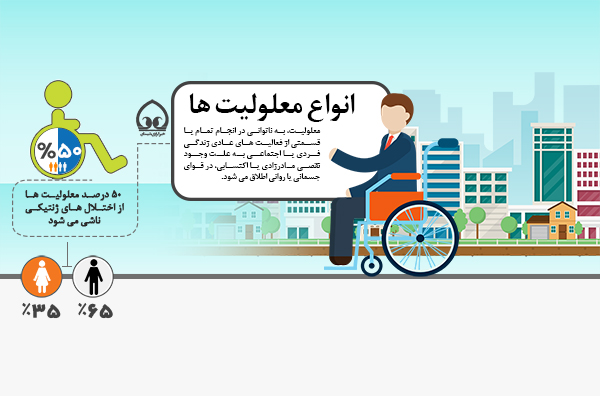 انواع معلولیت ها
معلولیت، به ناتوانی در انجام تمام یا
قسمتی از فعالیت های عادی زندگی
فردی یا اجتماعی به علت وجود
نقصی مادرزادی یا اکتسابی، در قوای
جسمانی یا روانی اطلاق می شود.
%۵۰
۵۰ درصد معلولیت ها
از اختلال های ژنتیکی
ناشی می شود
٪۳۵
٪۶۵